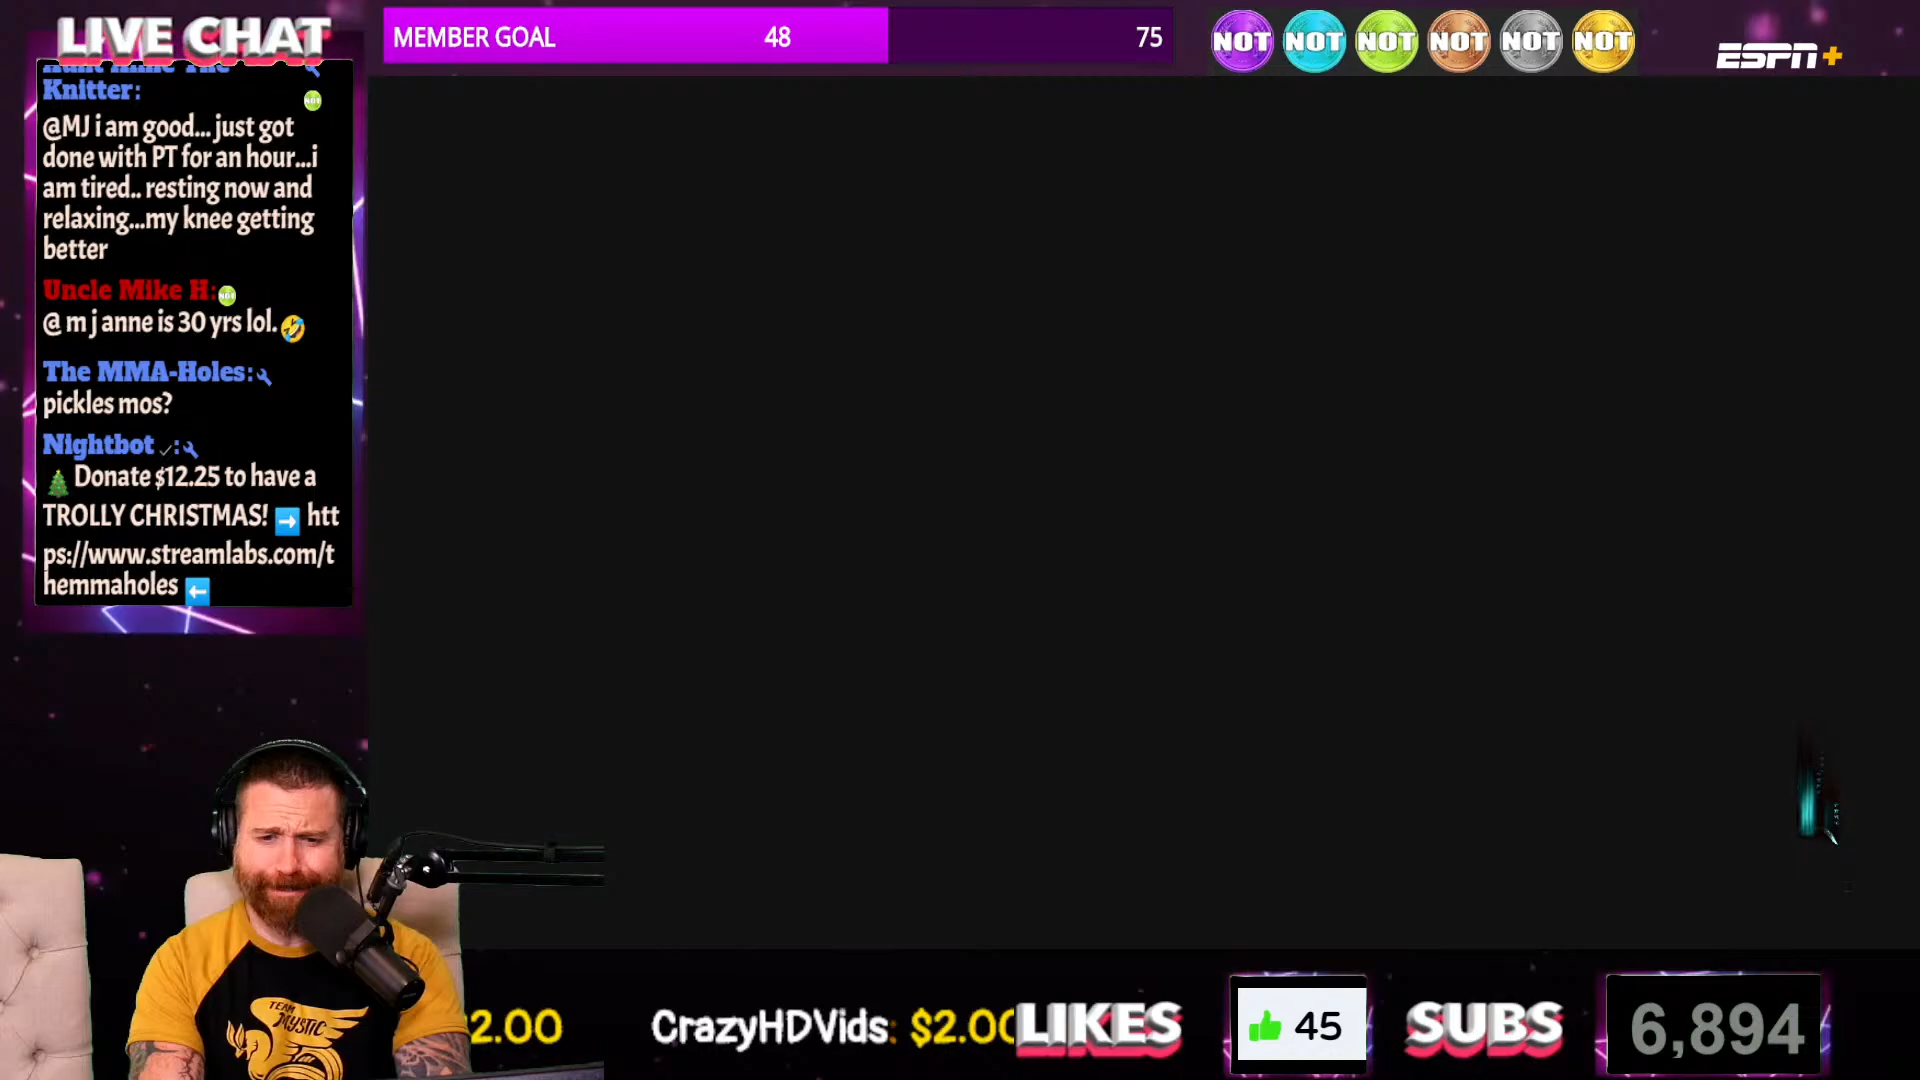 LIVE CHAT
MEMBER GOAL 48 75
NOT NOT NOT NOT NOT NOT
ESPN+
Knitter:
@MJ i am good... just got
done with PT for an hour...i
am tired.. resting now and
relaxing...my knee getting
better
Uncle Mike H:
@ m j anne is 30 yrs lol.
The MMA-Holes:
pickles mos?
Nightbot
Donate $12.25 to have a
TROLLY CHRISTMAS! htt
ps://www.streamlabs.com/t
hemmaholes
TEAM
MYSTIC
2.00 CrazyHDVids: $2.00
LIKES 45 SUBS 6,894